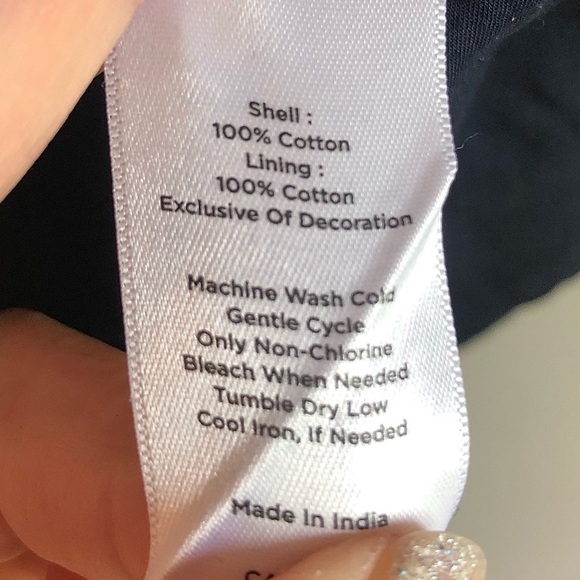 Shell :
100% Cotton
Lining :
100% Cotton
Exclusive Of Decoration
Machine Wash Cold
Gentle Cycle
Only Non-Chlorine
Bleach When Needed
Tumble Dry Low
Cool Iron, If Needed
Made In India